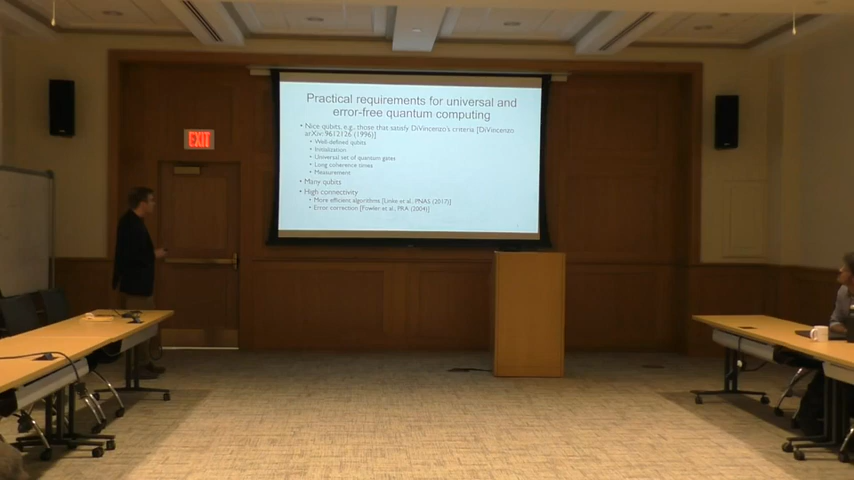 Practical requirements for universal and
error-free quantum computing
• Nice qubits, e.g., those that satisfy DiVincenzo's criteria [DiVincenzo
arXiv: 9612126 (1996)]
• Well-defined qubits
• Initialization
• Universal set of quantum gates
• Long coherence times
• Measurement
• Many qubits
• High connectivity
• More efficient algorithms [Linke et al., PNAS (2017)]
• Error correction [Fowler et al., PRA (2004)]
EXIT